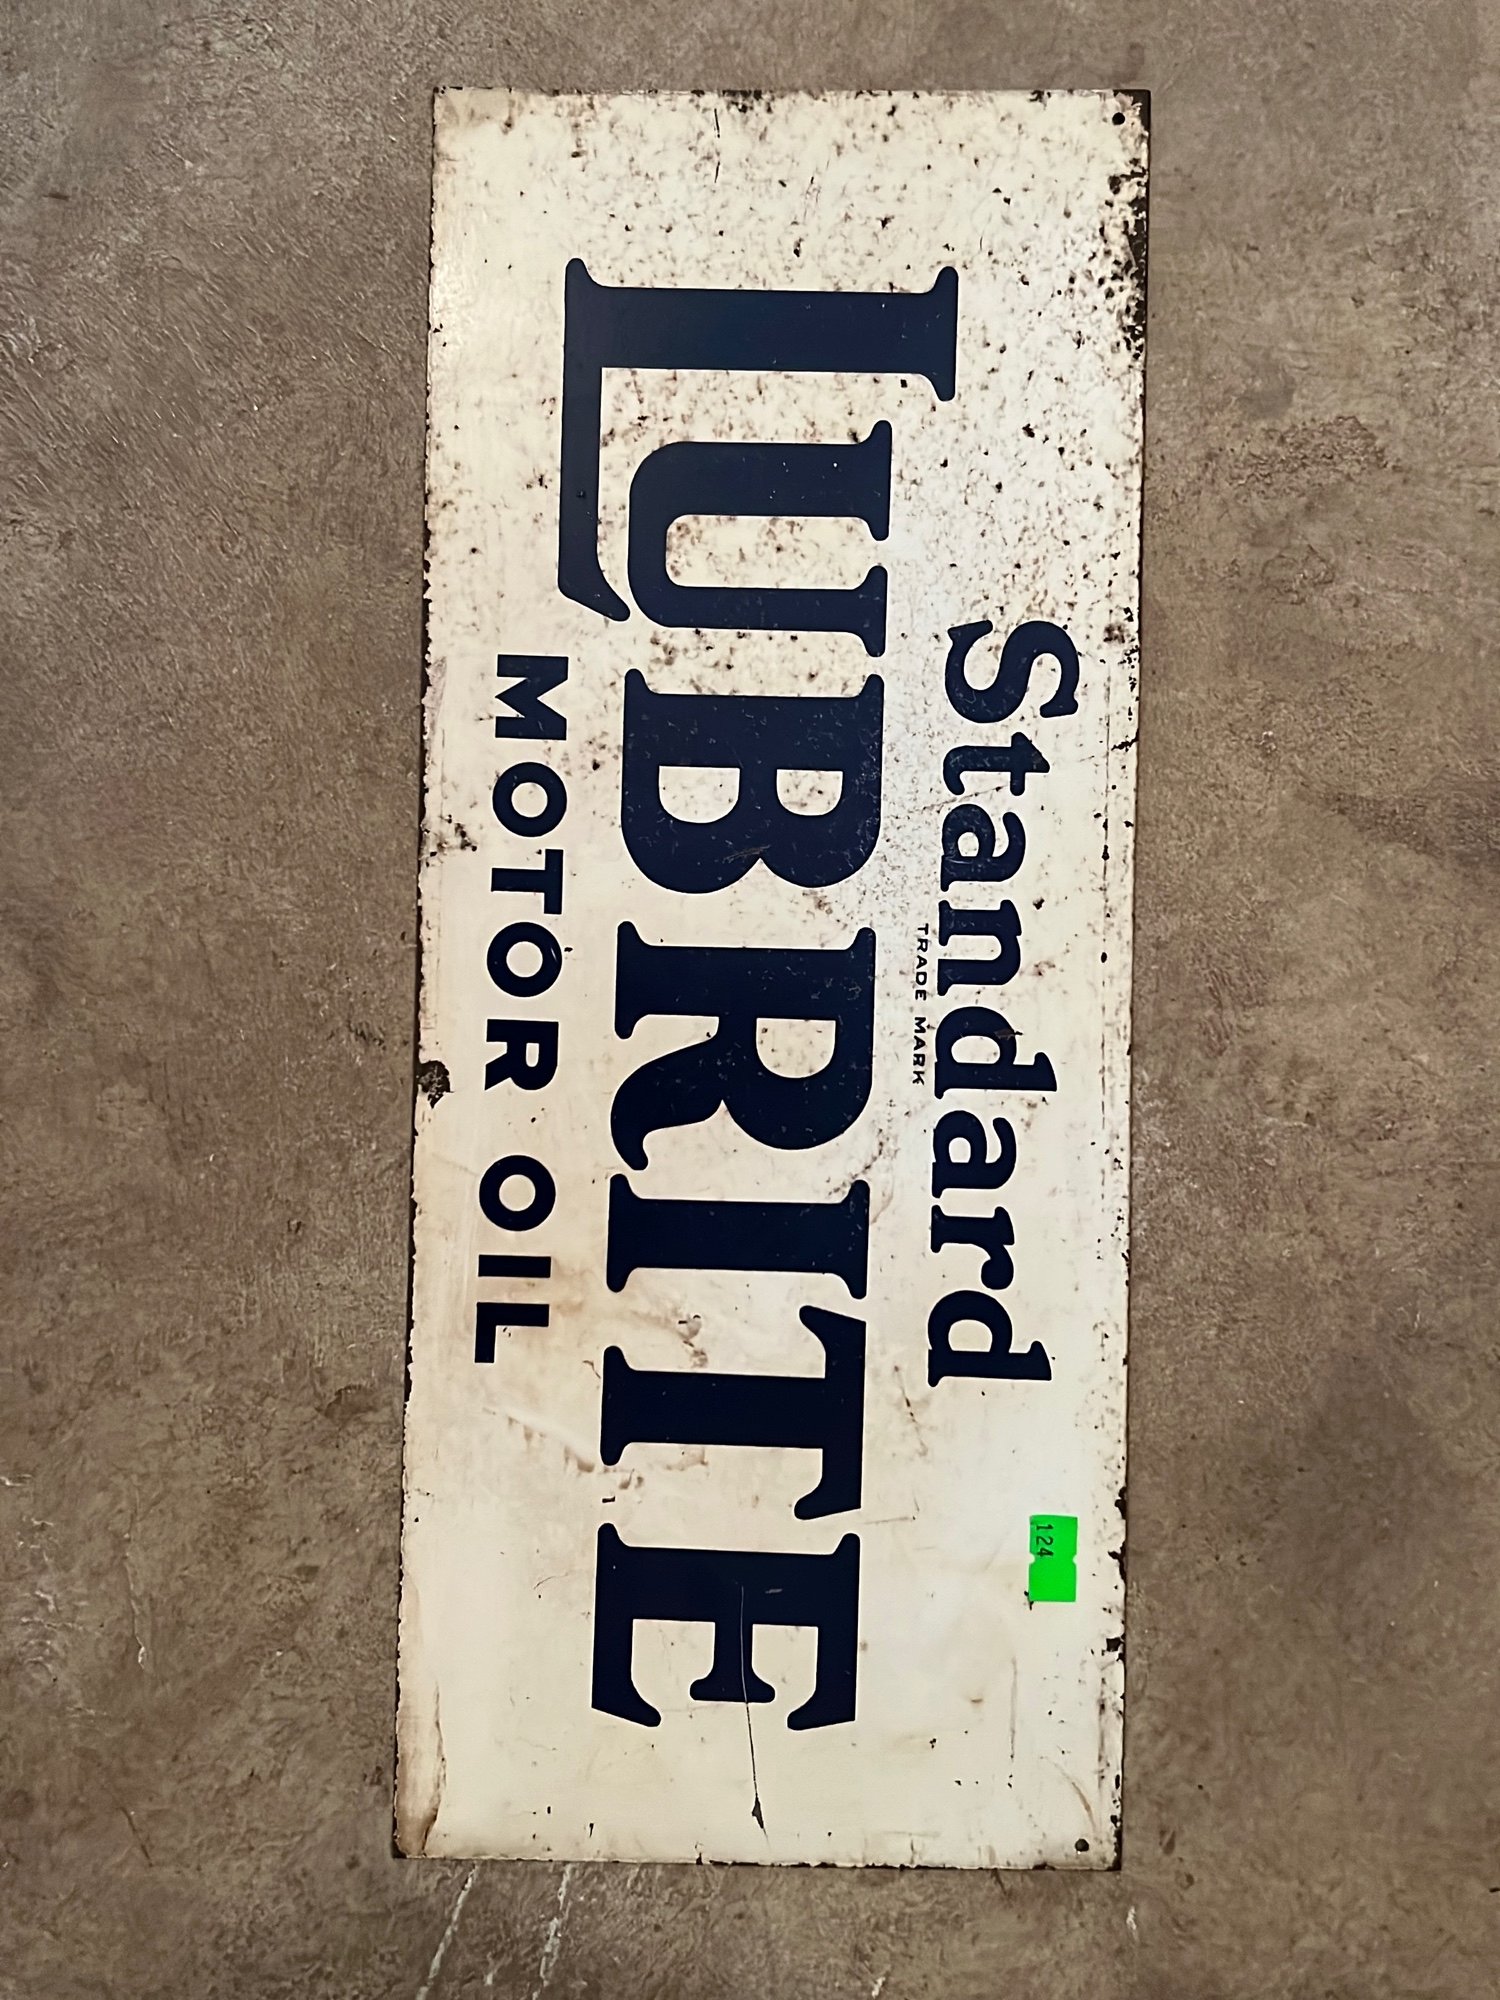 Standard
TRADE MARK
LUBRITE
MOTOR OIL
124